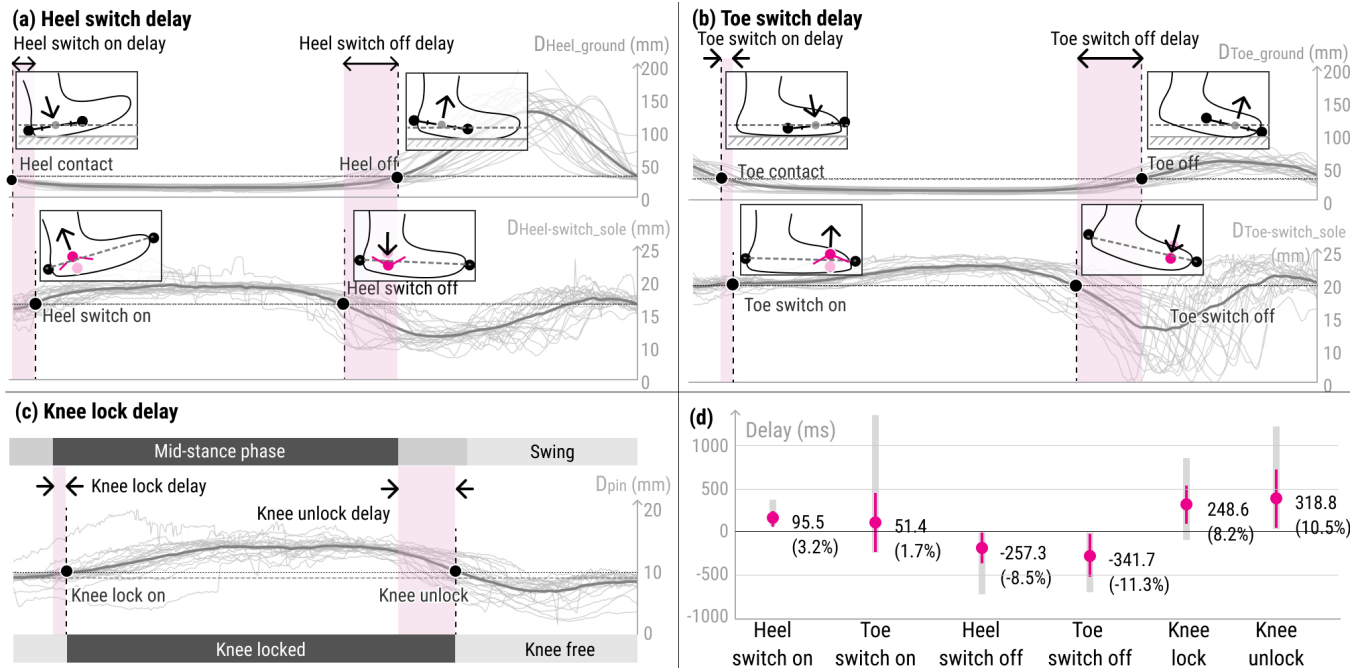 (a) Heel switch delay
Heel switch on delay
Heel switch off delay
DHeel_ground (mm)
200
150
100
50
0
Heel contact
Heel off
DHeel-switch_sole
(mm)
25
20
15
10
0
Heel switch on
Heel switch off
(b) Toe switch delay
Toe switch on delay
Toe switch off delay
DToe_ground (mm)
200
150
100
50
0
Toe contact
Toe off
DToe-switch_sole
(mm)
25
20
15
10
0
Toe switch on
Toe switch off
(c) Knee lock delay
Mid-stance phase
Swing
Knee lock delay
Knee unlock delay
Dpin (mm)
20
10
0
Knee lock on
Knee unlock
Knee locked
Knee free
(d)
Delay (ms)
1000
500
0
-500
-1000
95.5
(3.2%)
51.4
(1.7%)
-257.3
(-8.5%)
-341.7
(-11.3%)
248.6
(8.2%)
318.8
(10.5%)
Heel
switch on
Toe
switch on
Heel
switch off
Toe
switch off
Knee
lock
Knee
unlock